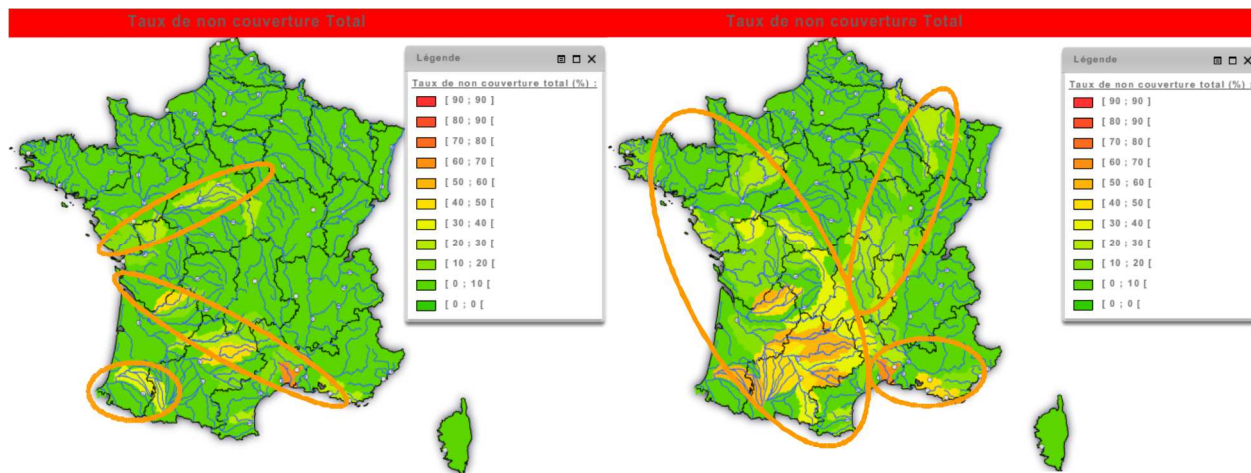 Taux de non couverture Total
Légende
Taux de non couverture total (%) :
[ 90 ; 90 ]
[ 80 ; 90 [
[ 70 ; 80 [
[ 60 ; 70 [
[ 50 ; 60 [
[ 40 ; 50 [
[ 30 ; 40 [
[ 20 ; 30 [
[ 10 ; 20 [
[ 0 ; 10 [
[ 0 ; 0 [
Taux de non couverture Total
Légende
Taux de non couverture total (%) :
[ 90 ; 90 ]
[ 80 ; 90 [
[ 70 ; 80 [
[ 60 ; 70 [
[ 50 ; 60 [
[ 40 ; 50 [
[ 30 ; 40 [
[ 20 ; 30 [
[ 10 ; 20 [
[ 0 ; 10 [
[ 0 ; 0 [